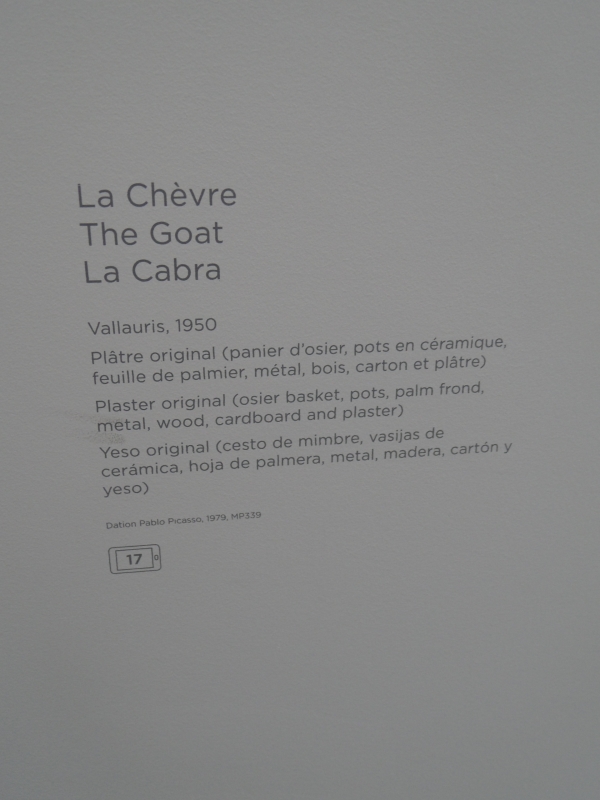 La Chèvre
The Goat
La Cabra
Vallauris, 1950
Plâtre original (panier d'osier, pots en céramique,
feuille de palmier, métal, bois, carton et plâtre)
Plaster original (osier basket, pots, palm frond,
metal, wood, cardboard and plaster)
Yeso original (cesto de mimbre, vasijas de
cerámica, hoja de palmera, metal, madera, cartón y
yeso)
Dation Pablo Picasso, 1979, MP339
17